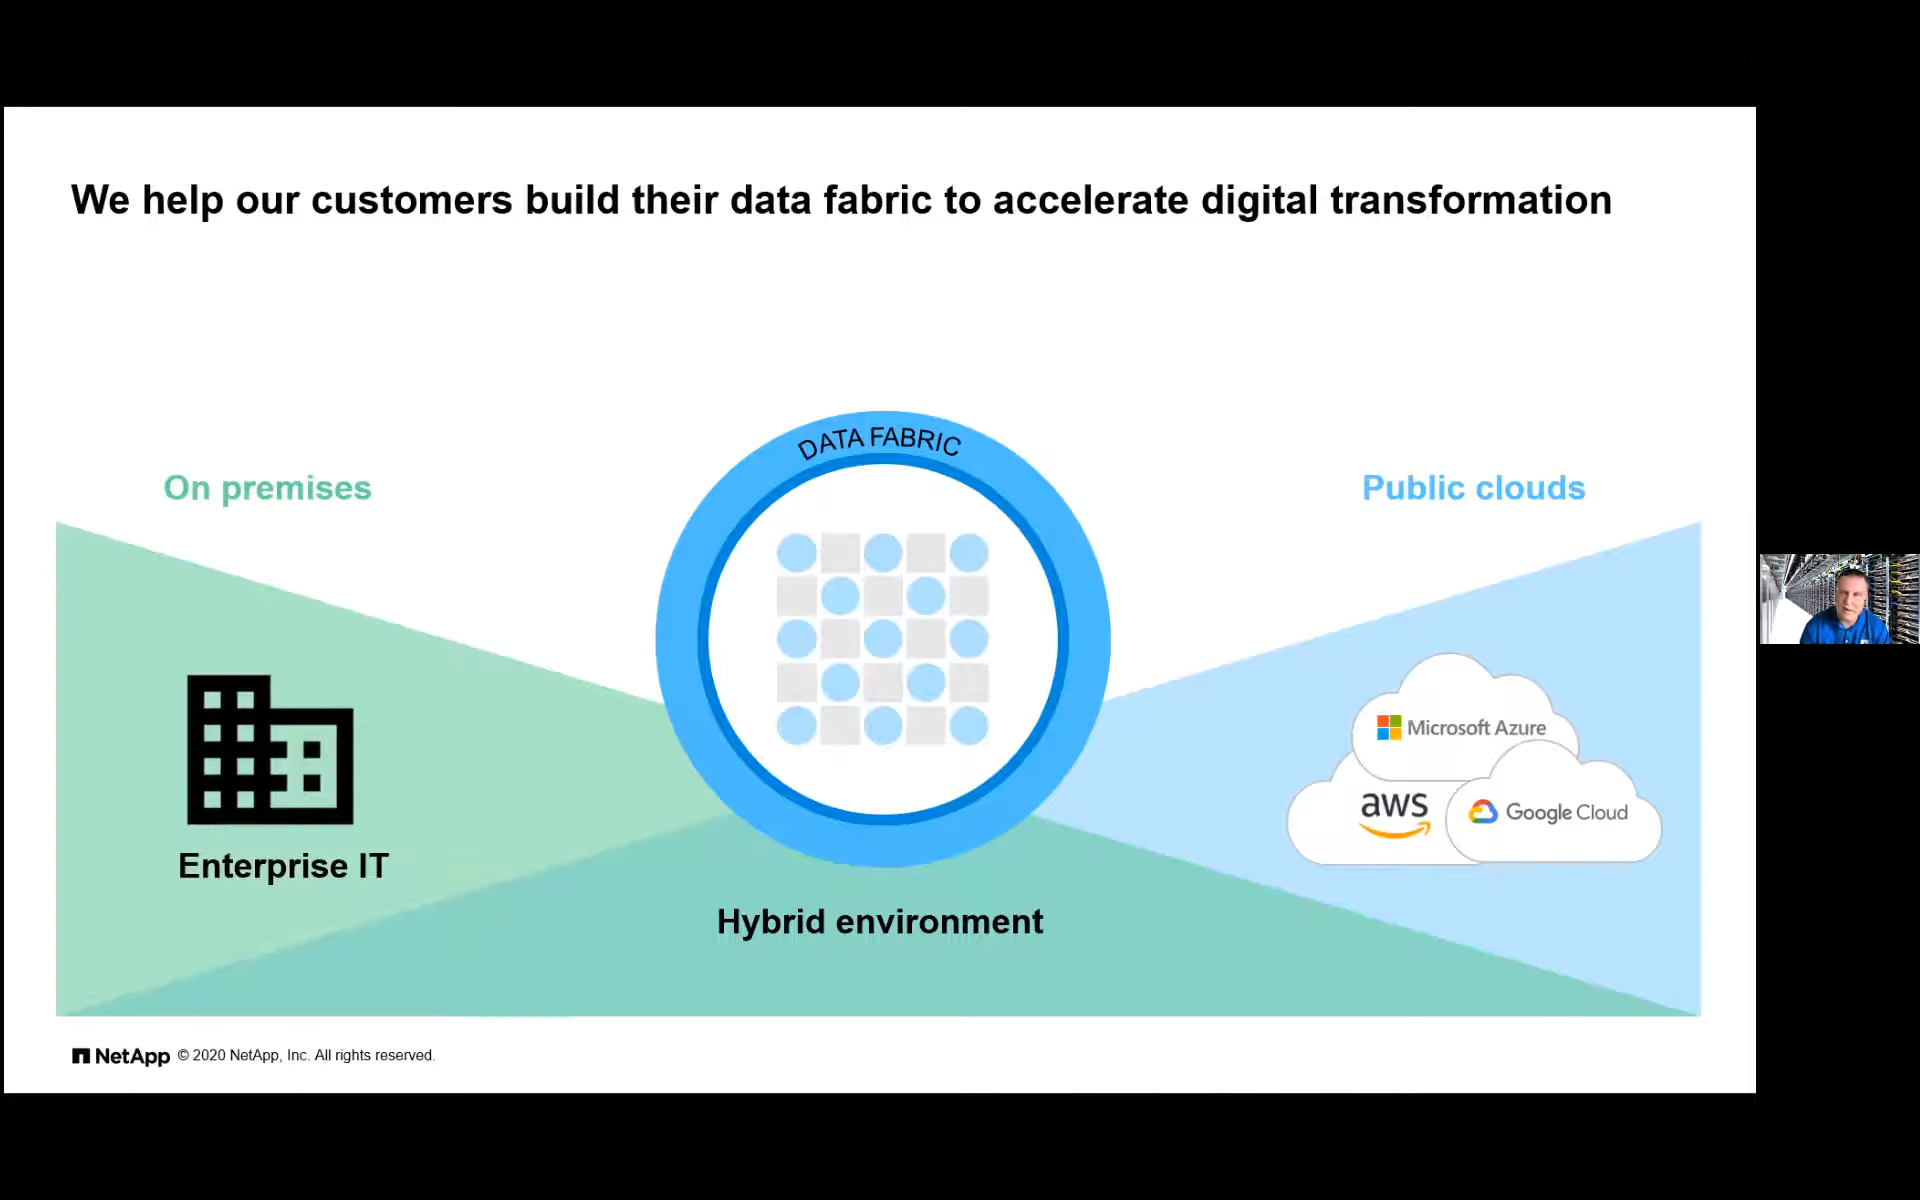 We help our customers build their data fabric to accelerate digital transformation
DATA FABRIC
On premises
Public clouds
Microsoft Azure
aws
Google Cloud
Enterprise IT
Hybrid environment
NetApp © 2020 NetApp, Inc. All rights reserved.